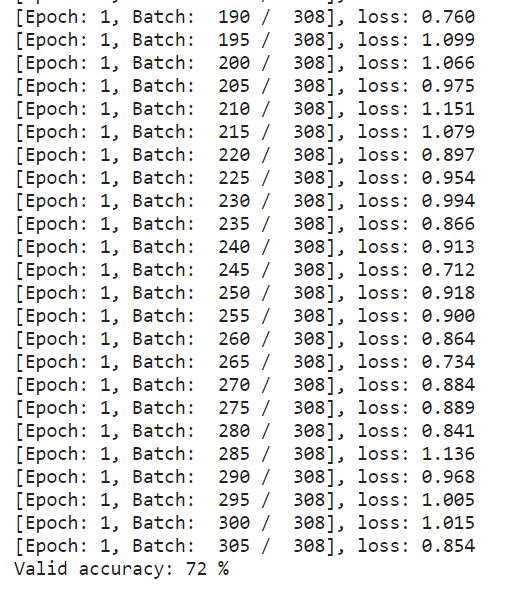 [Epoch: 1, Batch:  190 /  308], loss: 0.760
[Epoch: 1, Batch:  195 /  308], loss: 1.099
[Epoch: 1, Batch:  200 /  308], loss: 1.066
[Epoch: 1, Batch:  205 /  308], loss: 0.975
[Epoch: 1, Batch:  210 /  308], loss: 1.151
[Epoch: 1, Batch:  215 /  308], loss: 1.079
[Epoch: 1, Batch:  220 /  308], loss: 0.897
[Epoch: 1, Batch:  225 /  308], loss: 0.954
[Epoch: 1, Batch:  230 /  308], loss: 0.994
[Epoch: 1, Batch:  235 /  308], loss: 0.866
[Epoch: 1, Batch:  240 /  308], loss: 0.913
[Epoch: 1, Batch:  245 /  308], loss: 0.712
[Epoch: 1, Batch:  250 /  308], loss: 0.918
[Epoch: 1, Batch:  255 /  308], loss: 0.900
[Epoch: 1, Batch:  260 /  308], loss: 0.864
[Epoch: 1, Batch:  265 /  308], loss: 0.734
[Epoch: 1, Batch:  270 /  308], loss: 0.884
[Epoch: 1, Batch:  275 /  308], loss: 0.889
[Epoch: 1, Batch:  280 /  308], loss: 0.841
[Epoch: 1, Batch:  285 /  308], loss: 1.136
[Epoch: 1, Batch:  290 /  308], loss: 0.968
[Epoch: 1, Batch:  295 /  308], loss: 1.005
[Epoch: 1, Batch:  300 /  308], loss: 1.015
[Epoch: 1, Batch:  305 /  308], loss: 0.854
Valid accuracy: 72 %